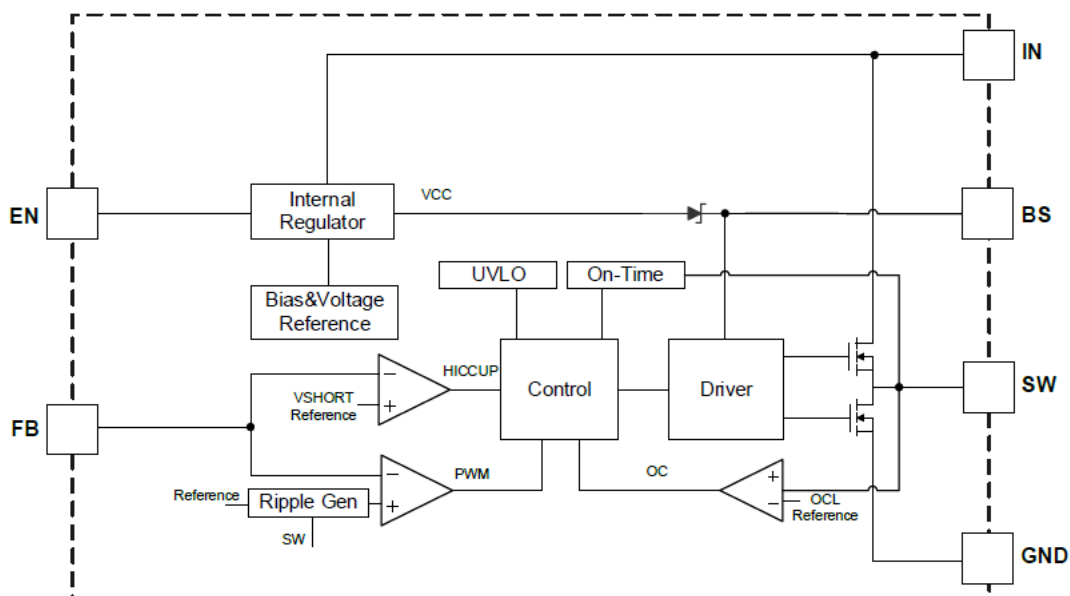 IN
VCC
EN
Internal
Regulator
BS
UVLO
On-Time
Bias&Voltage
Reference
HICCUP
−
+
VSHORT
Reference
Control
Driver
SW
FB
−
+
PWM
OC
+
−
OCL
Reference
Reference
Ripple Gen
SW
GND